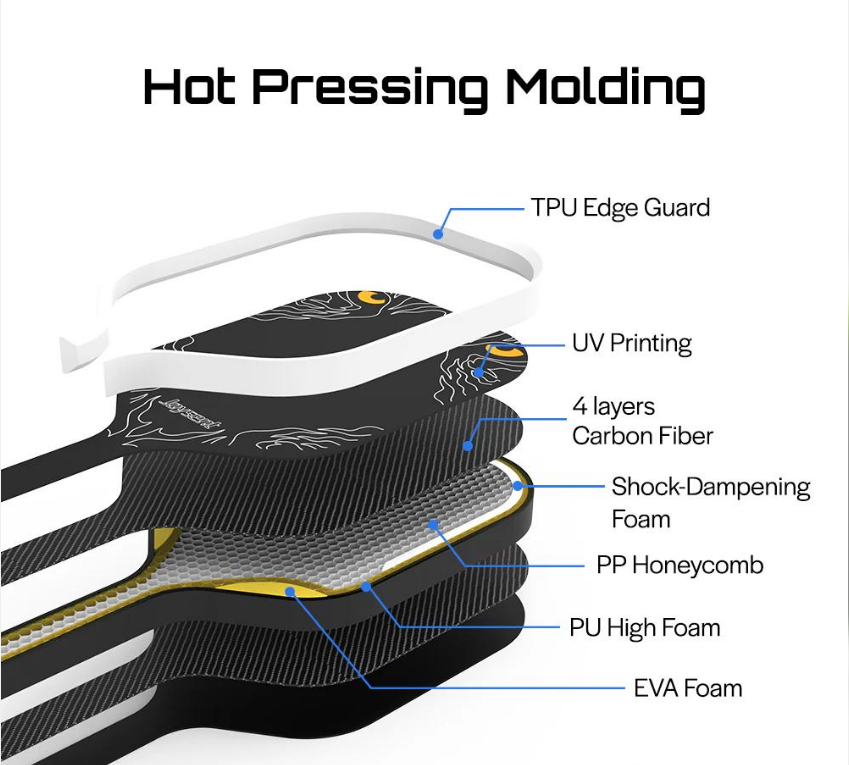 Hot Pressing Molding
TPU Edge Guard
UV Printing
4 layers
Carbon Fiber
Shock-Dampening
Foam
PP Honeycomb
PU High Foam
EVA Foam